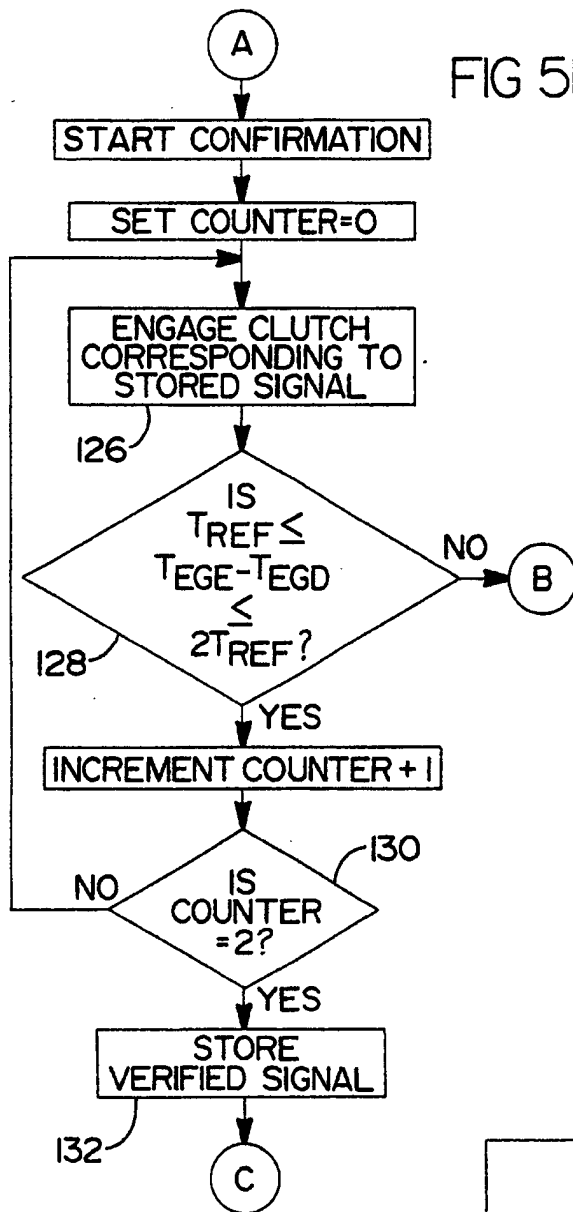 A
FIG 5
START CONFIRMATION
SET COUNTER=0
ENGAGE CLUTCH
CORRESPONDING TO
STORED SIGNAL
126
IS
TREF ≤
TEGE-TEGD
≤
2TREF?
128
NO
B
YES
INCREMENT COUNTER + 1
130
NO
IS
COUNTER
=2?
YES
STORE
VERIFIED SIGNAL
132
C